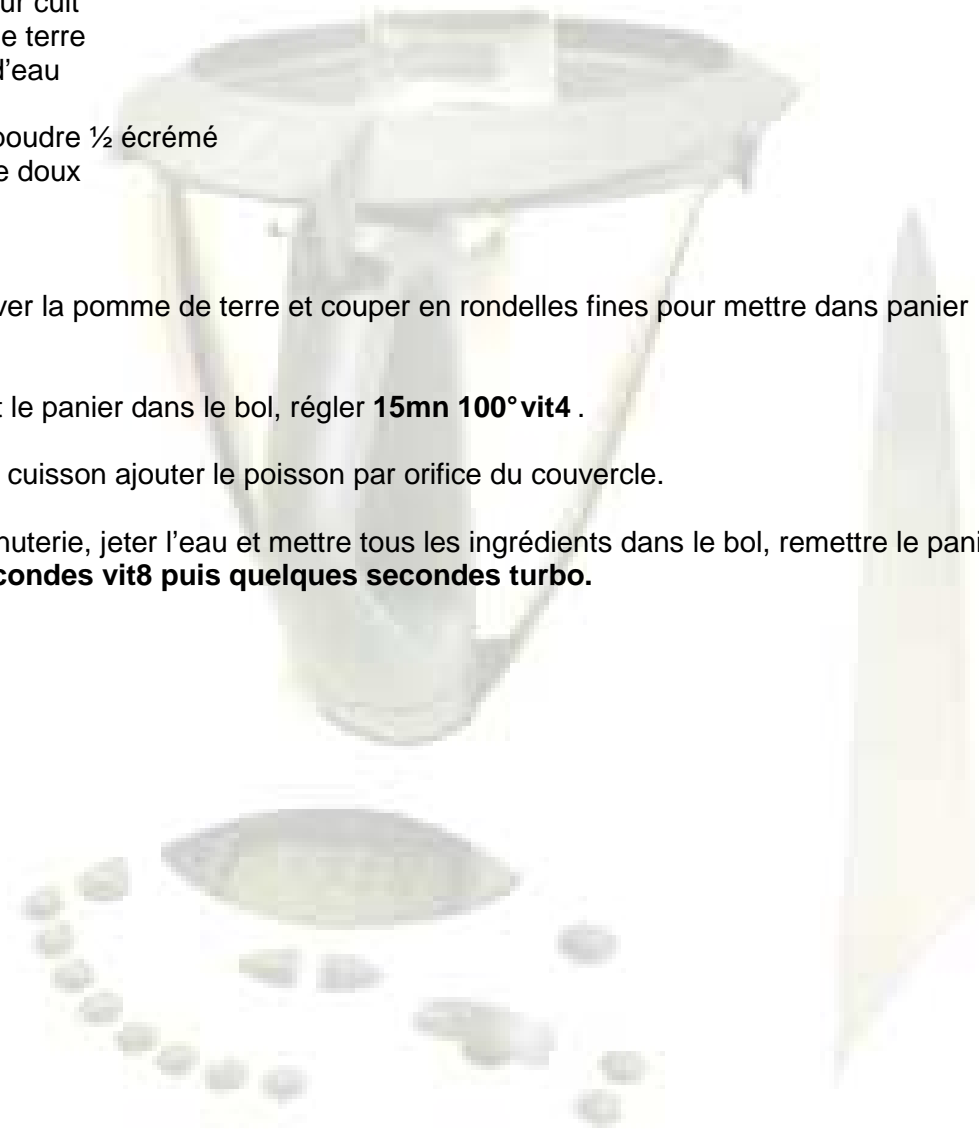 ur cuit
e terre
d’eau
poudre ½ écrémé
e doux
ver la pomme de terre et couper en rondelles fines pour mettre dans panier
t le panier dans le bol, régler 15mn 100° vit4 .
cuisson ajouter le poisson par orifice du couvercle.
nuterie, jeter l’eau et mettre tous les ingrédients dans le bol, remettre le pani
condes vit8 puis quelques secondes turbo.